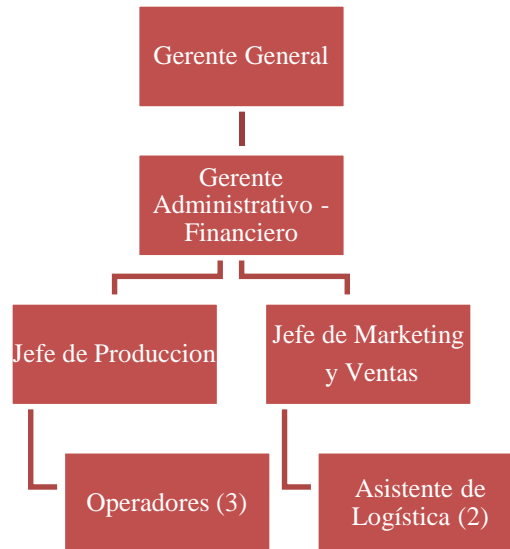 Gerente General
Gerente
Administrativo -
Financiero
Jefe de Produccion
Jefe de Marketing
y Ventas
Operadores (3)
Asistente de
Logística (2)